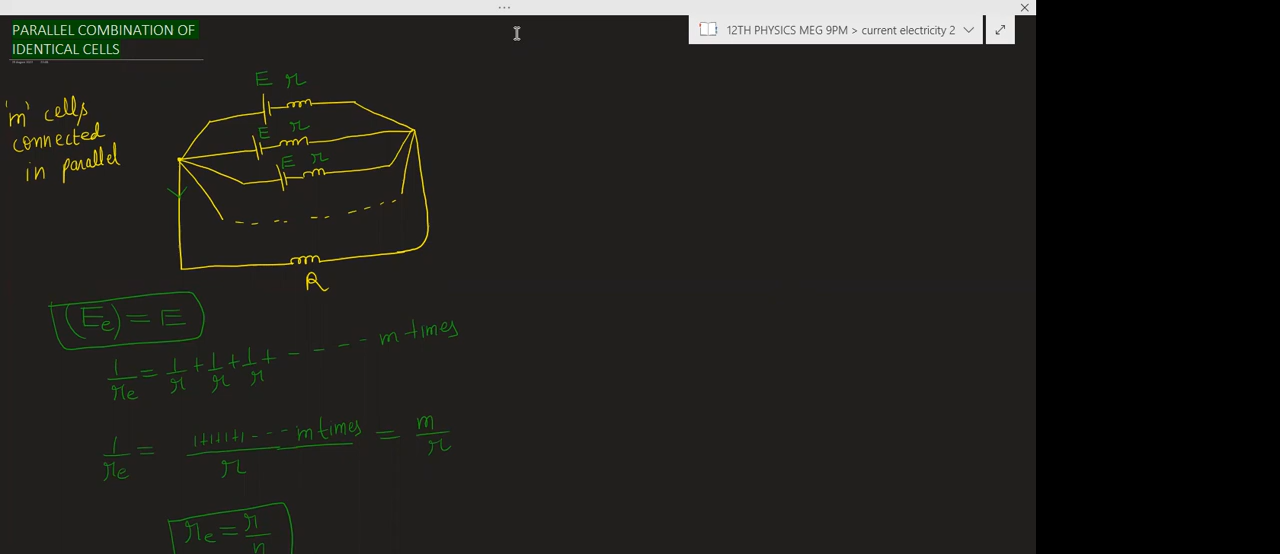 PARALLEL COMBINATION OF
IDENTICAL CELLS
12TH PHYSICS MEG 9PM > current electricity 2
'm' cells
connected
in parallel
E r
E r
E r
R
(Ee) = E
1/re = 1/r + 1/r + 1/r + - - - - m times
1/re = 1+1+1+1 - - - - m times / r = m/r
re = r